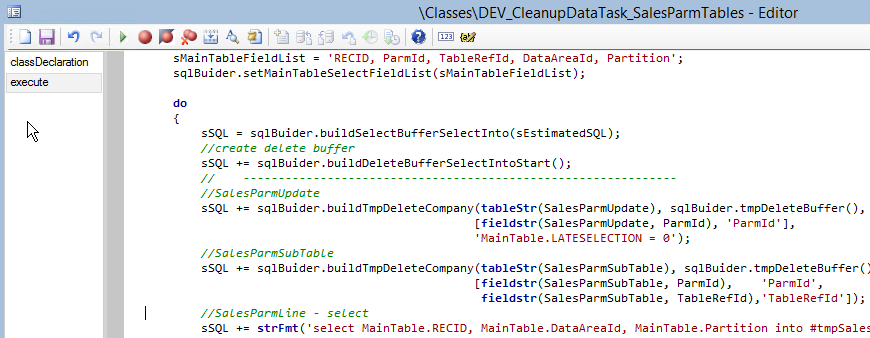 \Classes\DEV_CleanupDataTask_SalesParmTables - Editor
123
classDeclaration
execute
sMainTableFieldList = 'RECID, ParmId, TableRefId, DataAreaId, Partition';
sqlBuider.setMainTableSelectFieldList(sMainTableFieldList);
do
{
sSQL = sqlBuider.buildSelectBufferSelectInto(sEstimatedSQL);
//create delete buffer
sSQL += sqlBuider.buildDeleteBufferSelectIntoStart();
// --------------------------------------------------------------
//SalesParmUpdate
sSQL += sqlBuider.buildTmpDeleteCompany(tableStr(SalesParmUpdate), sqlBuider.tmpDeleteBuffer(),
[fieldstr(SalesParmUpdate, ParmId), 'ParmId'],
'MainTable.LATESELECTION = 0');
//SalesParmSubTable
sSQL += sqlBuider.buildTmpDeleteCompany(tableStr(SalesParmSubTable), sqlBuider.tmpDeleteBuffer()
[fieldstr(SalesParmSubTable, ParmId), 'ParmId',
fieldstr(SalesParmSubTable, TableRefId),'TableRefId']);
//SalesParmLine - select
sSQL += strFmt('select MainTable.RECID, MainTable.DataAreaId, MainTable.Partition into #tmpSales